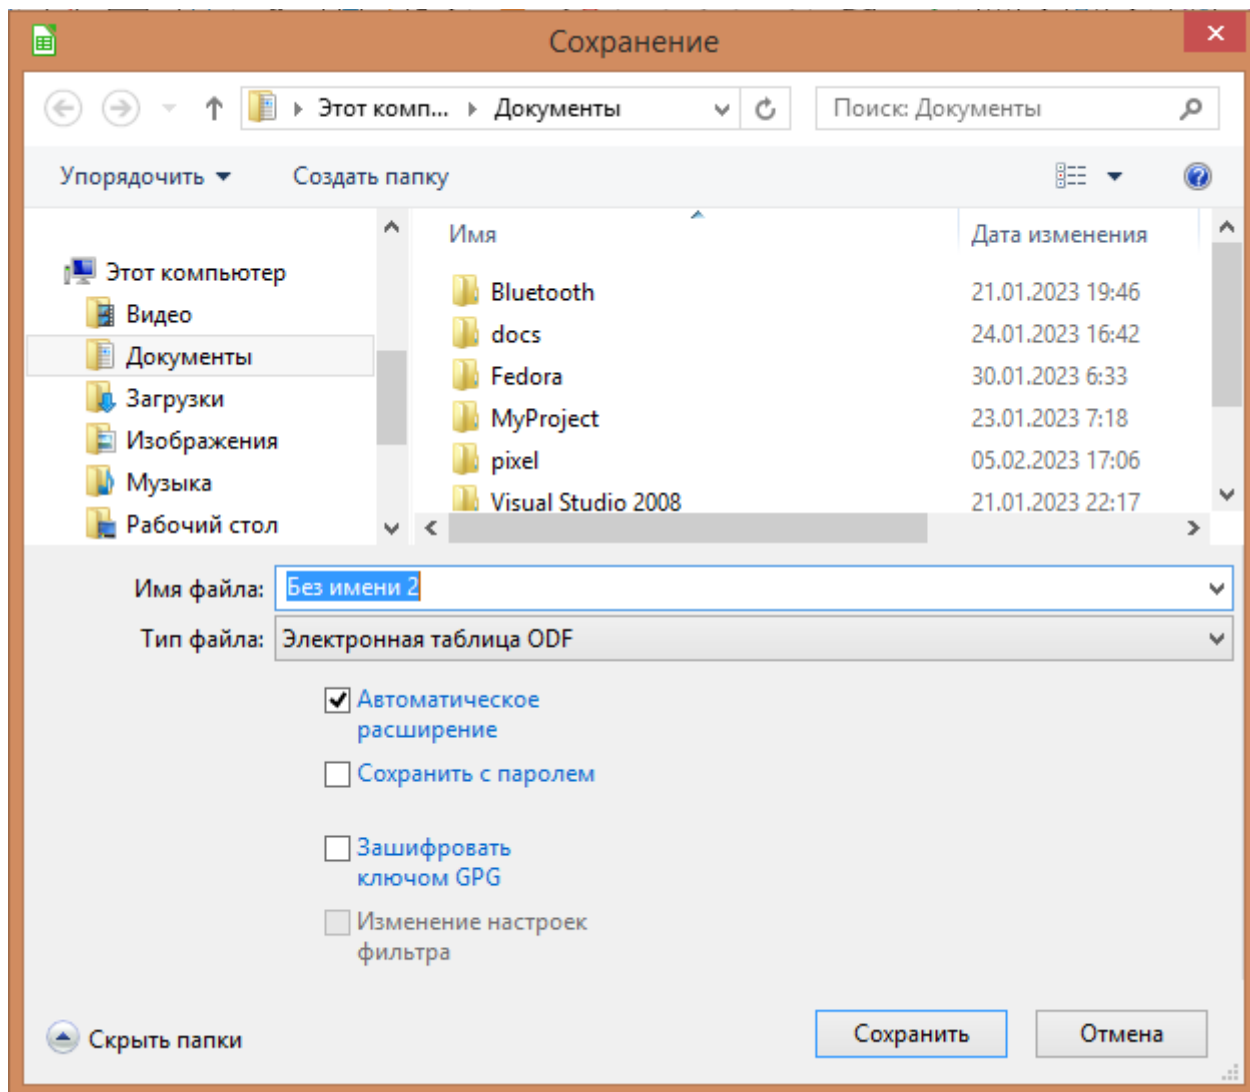 Сохранение
Этот комп... Документы
Поиск: Документы
Упорядочить
Создать папку
Имя
Дата изменения
Этот компьютер
Видео
Документы
Загрузки
Изображения
Музыка
Рабочий стол
Bluetooth 21.01.2023 19:46
docs 24.01.2023 16:42
Fedora 30.01.2023 6:33
MyProject 23.01.2023 7:18
pixel 05.02.2023 17:06
Visual Studio 2008 21.01.2023 22:17
Имя файла: Без имени 2
Тип файла: Электронная таблица ODF
Автоматическое
расширение
Сохранить с паролем
Зашифровать
ключом GPG
Изменение настроек
фильтра
Скрыть папки
Сохранить
Отмена